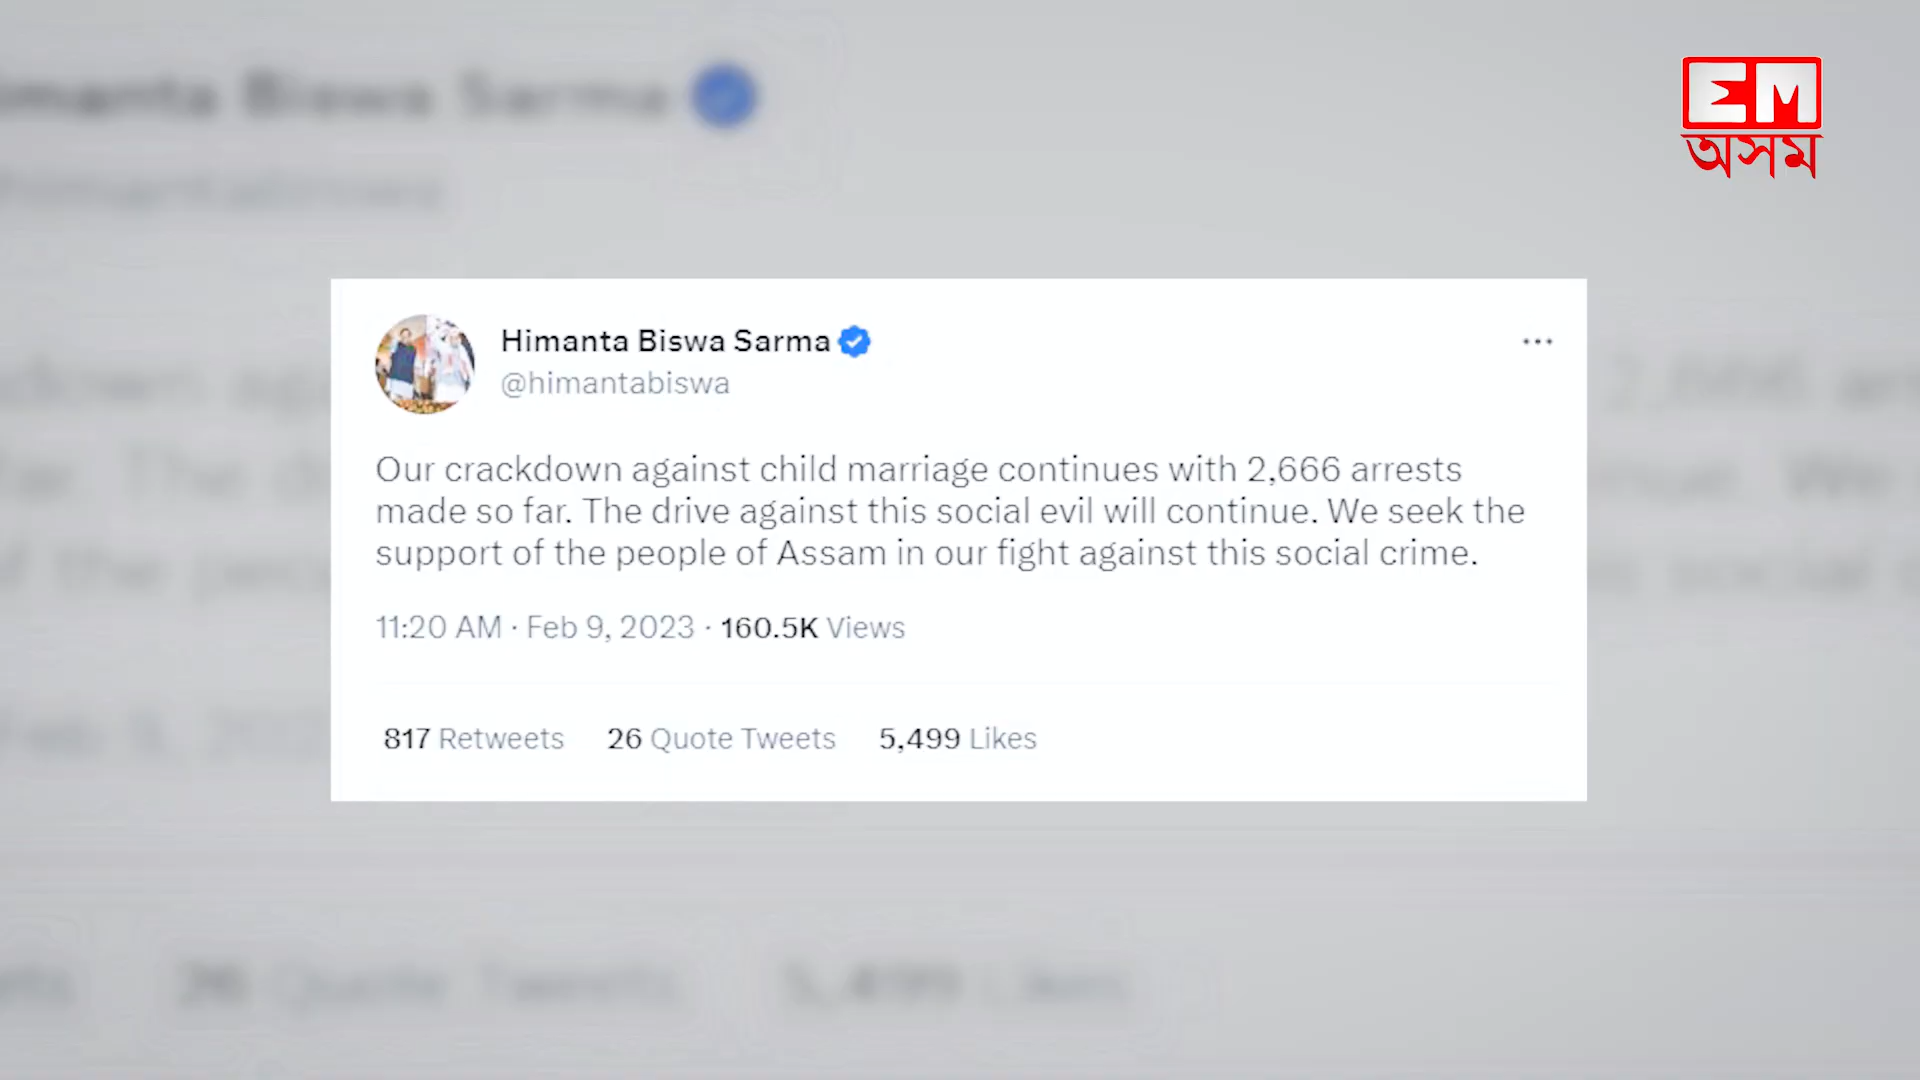 EM
অসম
Himanta Biswa Sarma
@himantabiswa
Our crackdown against child marriage continues with 2,666 arrests
made so far. The drive against this social evil will continue. We seek the
support of the people of Assam in our fight against this social crime.
11:20 AM · Feb 9, 2023 · 160.5K Views
817 Retweets 26 Quote Tweets 5,499 Likes